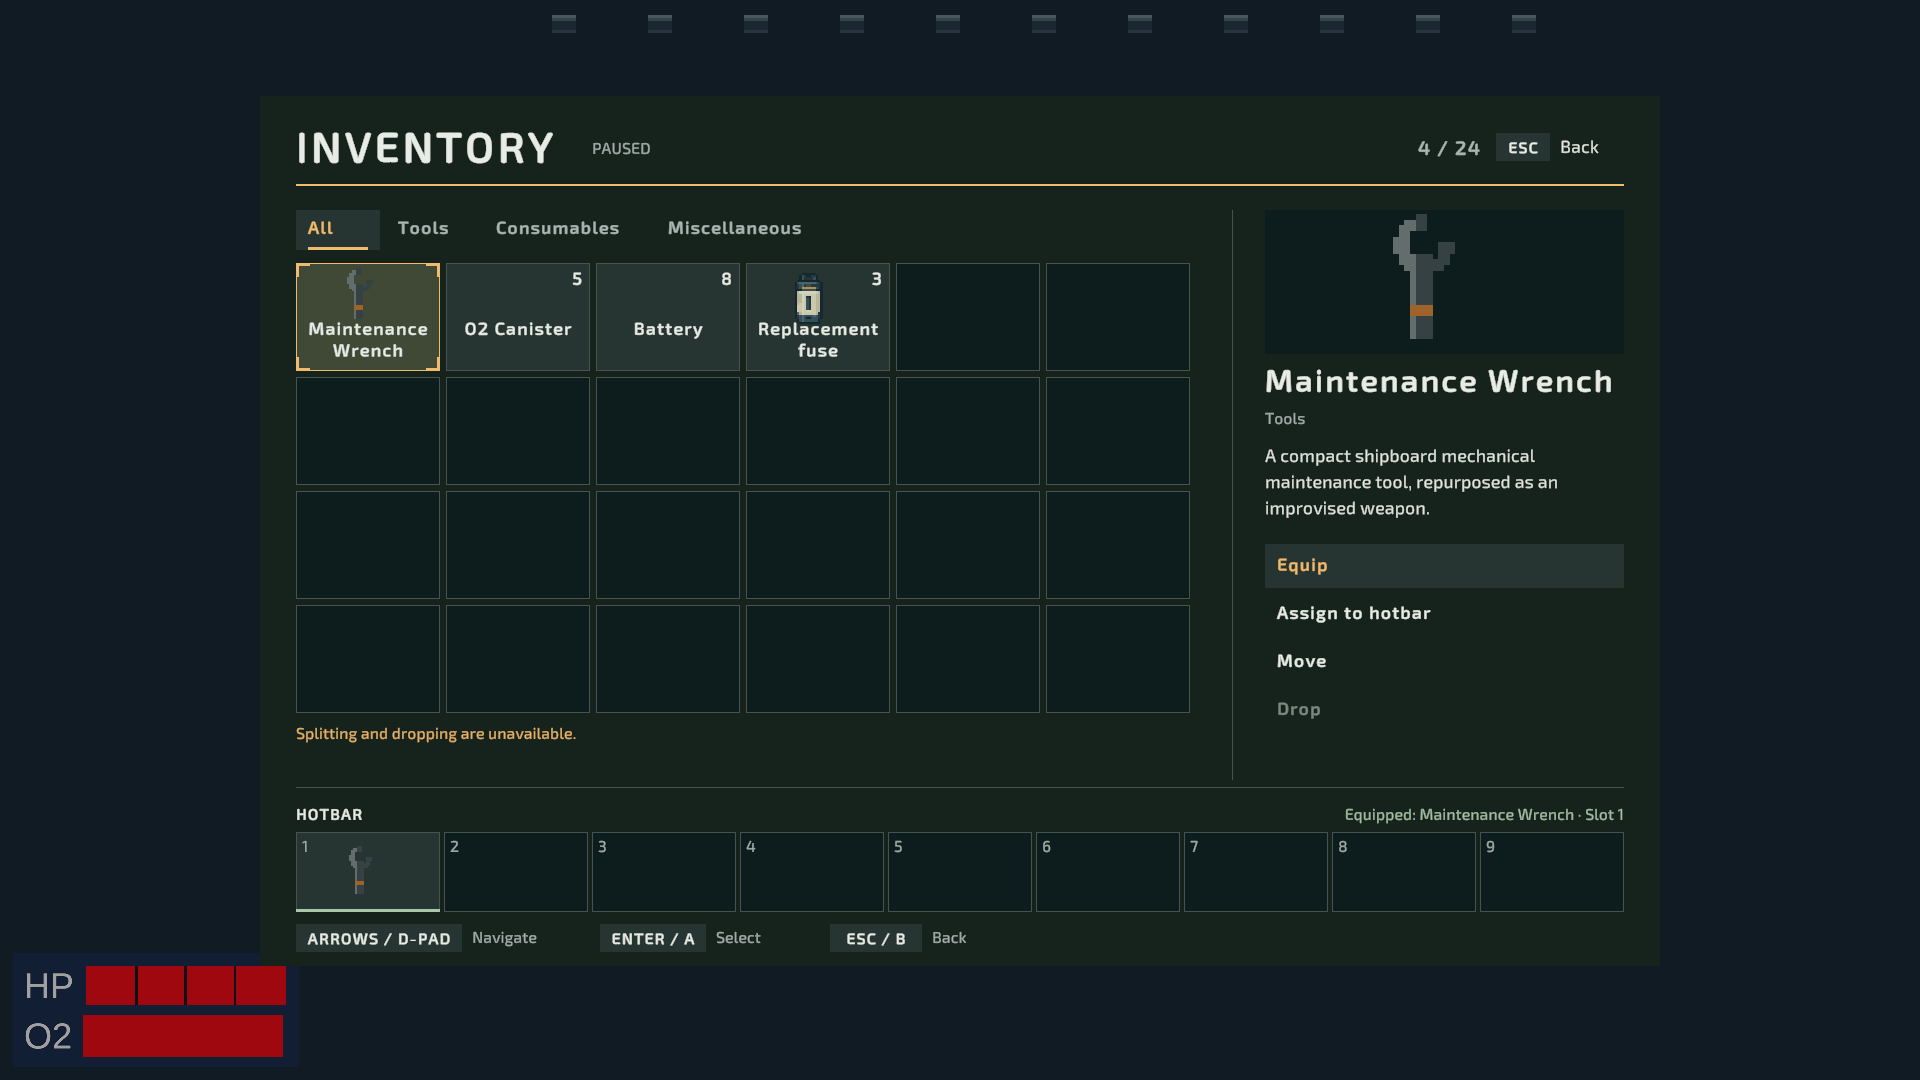 INVENTORY
PAUSED
4 / 24
ESC
Back
All
Tools
Consumables
Miscellaneous
Maintenance
Wrench
5
O2 Canister
8
Battery
3
Replacement
fuse
Maintenance Wrench
Tools
A compact shipboard mechanical
maintenance tool, repurposed as an
improvised weapon.
Equip
Assign to hotbar
Move
Drop
Splitting and dropping are unavailable.
HOTBAR
Equipped: Maintenance Wrench · Slot 1
1
2
3
4
5
6
7
8
9
ARROWS / D-PAD
Navigate
ENTER / A
Select
ESC / B
Back
HP
O2